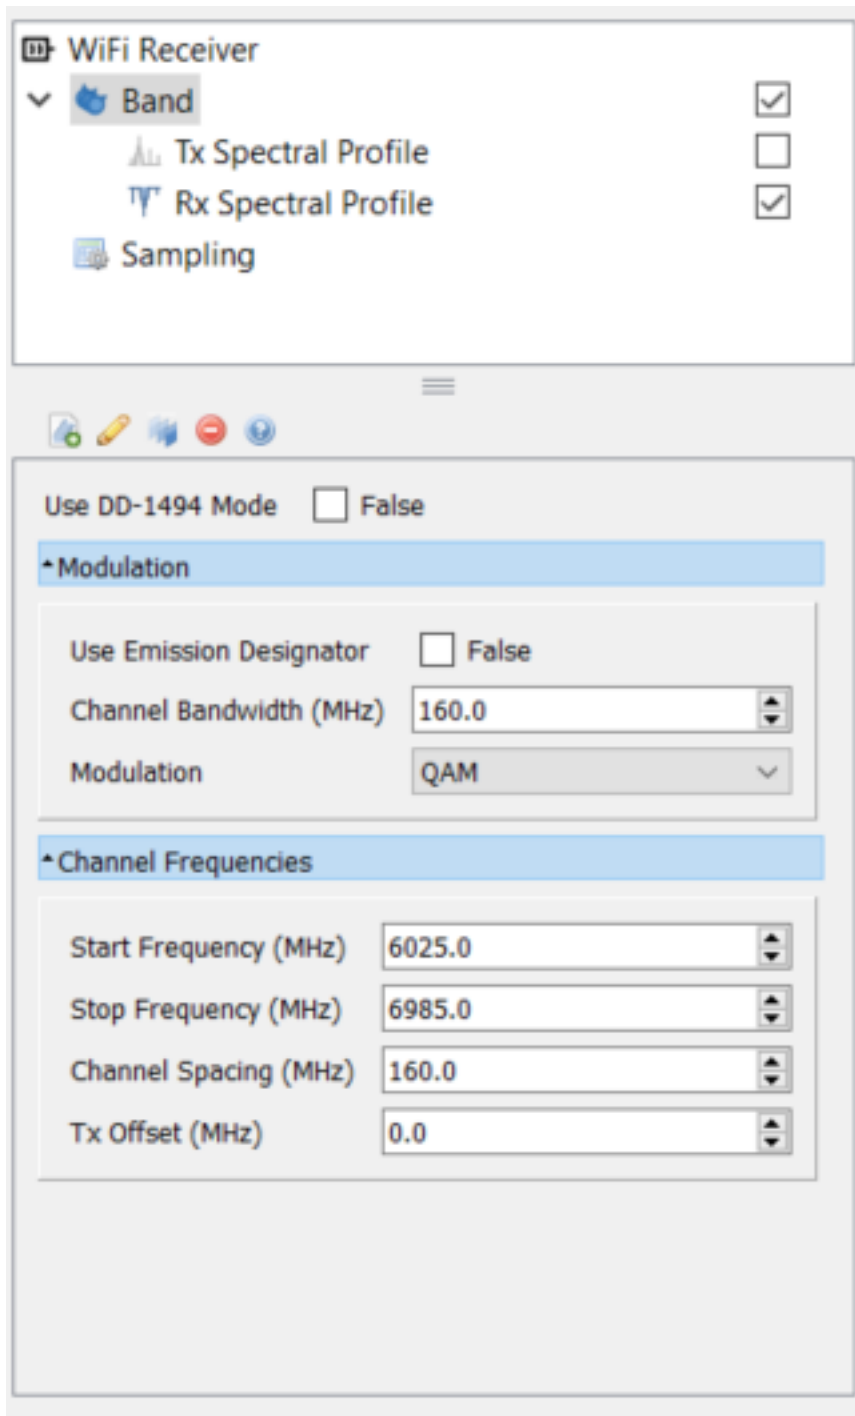 WiFi Receiver
Band
Tx Spectral Profile
Rx Spectral Profile
Sampling
Use DD-1494 Mode False
Modulation
Use Emission Designator False
Channel Bandwidth (MHz) 160.0
Modulation QAM
Channel Frequencies
Start Frequency (MHz) 6025.0
Stop Frequency (MHz) 6985.0
Channel Spacing (MHz) 160.0
Tx Offset (MHz) 0.0